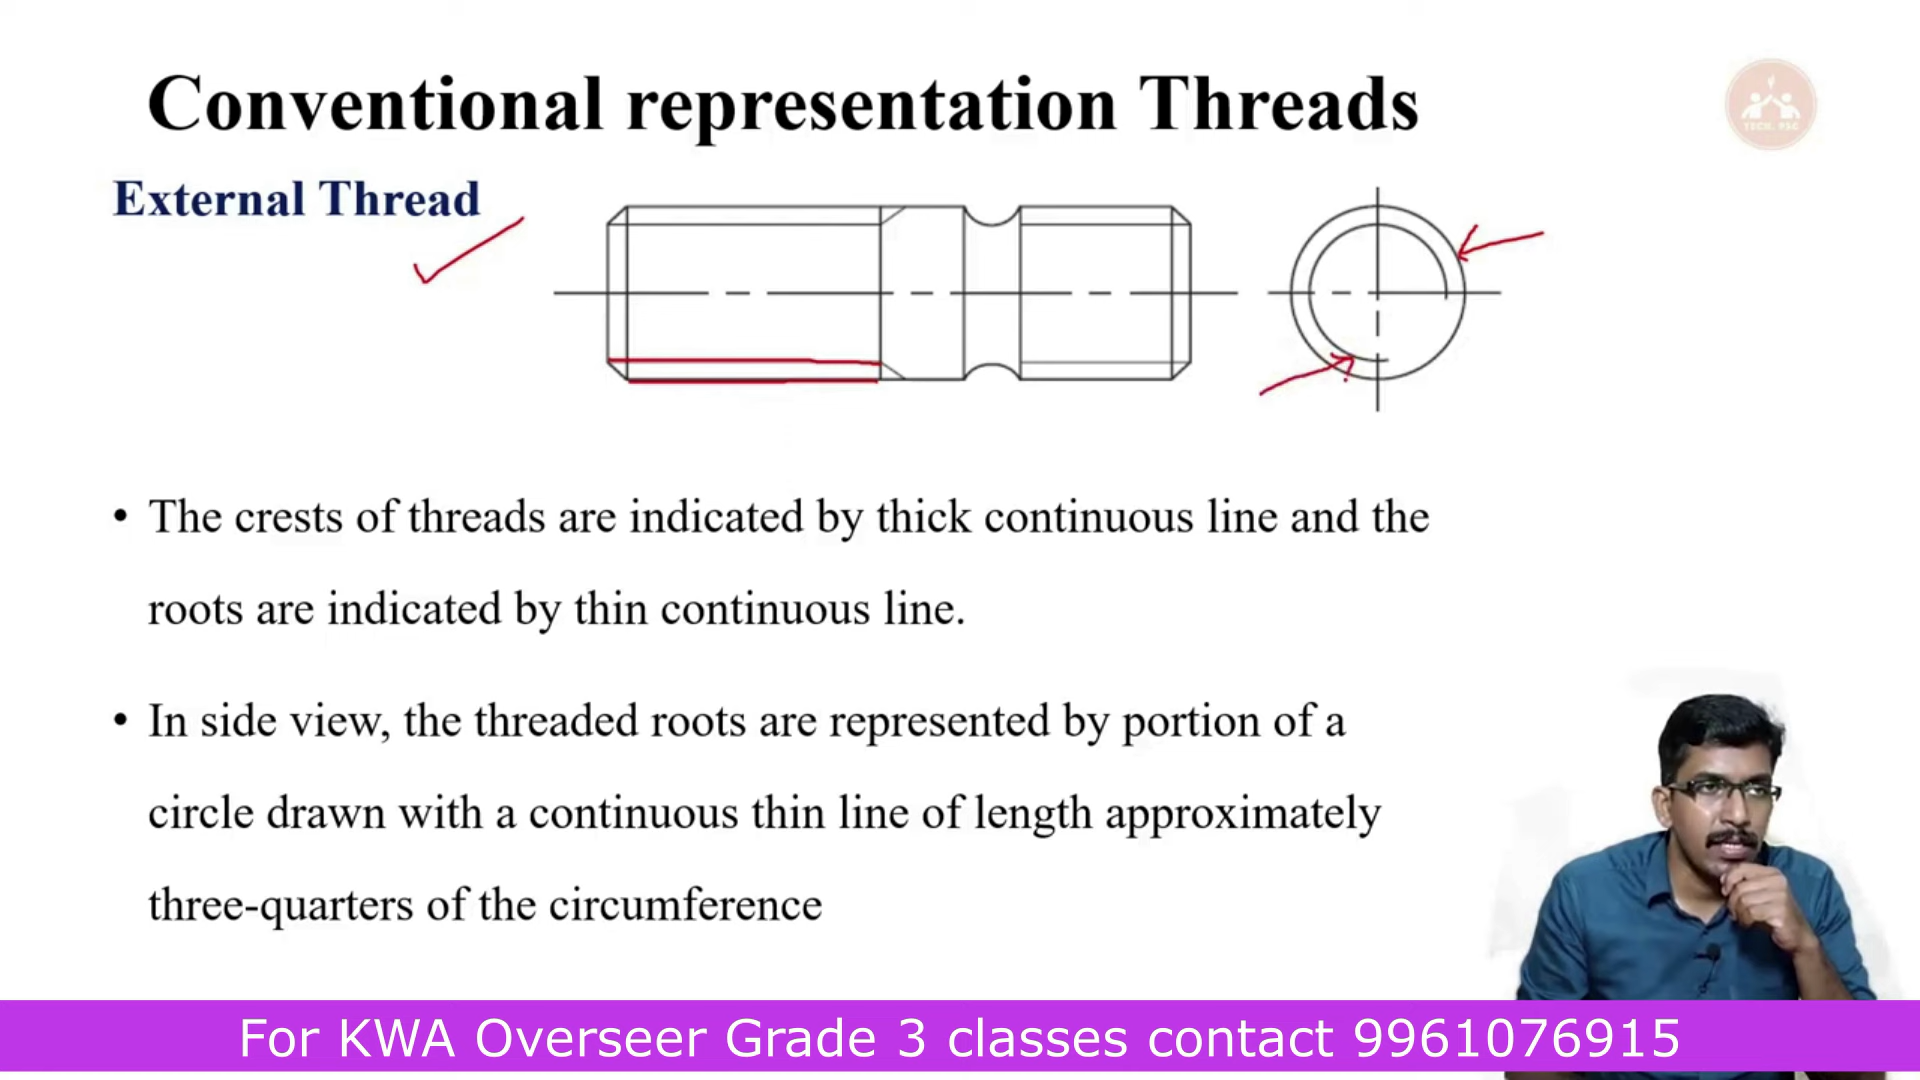 Conventional representation Threads
TECH. PSC
External Thread
• The crests of threads are indicated by thick continuous line and the
roots are indicated by thin continuous line.
• In side view, the threaded roots are represented by portion of a
circle drawn with a continuous thin line of length approximately
three-quarters of the circumference
For KWA Overseer Grade 3 classes contact 9961076915